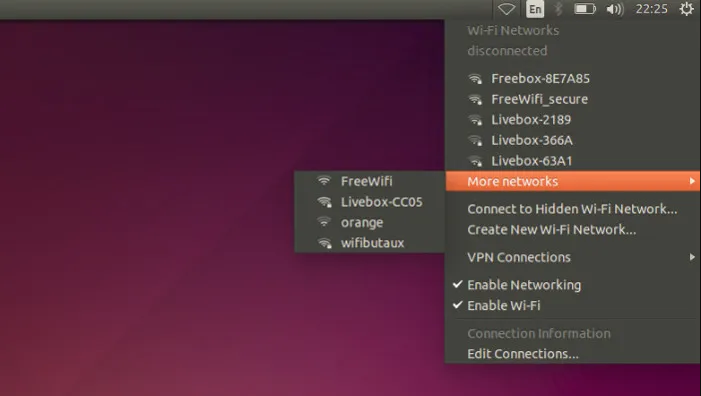 En 22:25
Wi-Fi Networks
disconnected
Freebox-8E7A85
FreeWifi_secure
Livebox-2189
Livebox-366A
Livebox-63A1
More networks
FreeWifi
Livebox-CC05
orange
wifibutaux
Connect to Hidden Wi-Fi Network...
Create New Wi-Fi Network...
VPN Connections
Enable Networking
Enable Wi-Fi
Connection Information
Edit Connections...